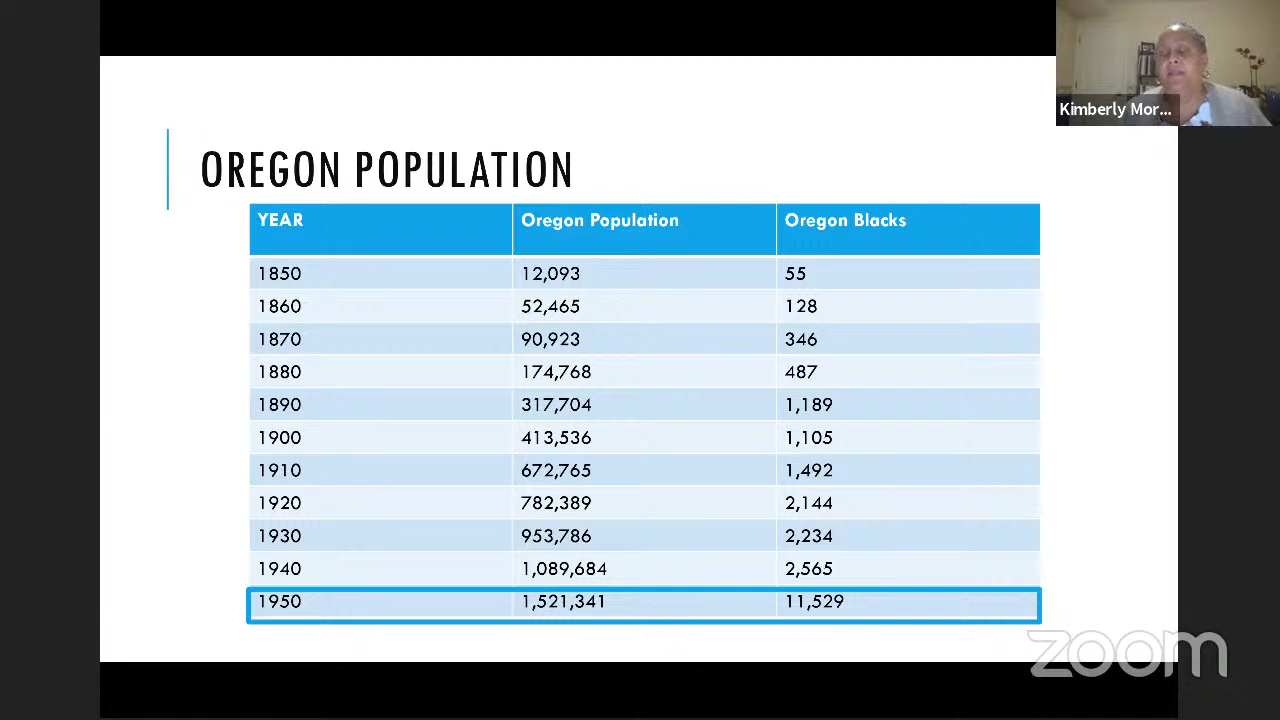 Kimberly Mor...
OREGON POPULATION
YEAR Oregon Population Oregon Blacks
1850 12,093 55
1860 52,465 128
1870 90,923 346
1880 174,768 487
1890 317,704 1,189
1900 413,536 1,105
1910 672,765 1,492
1920 782,389 2,144
1930 953,786 2,234
1940 1,089,684 2,565
1950 1,521,341 11,529
zoom